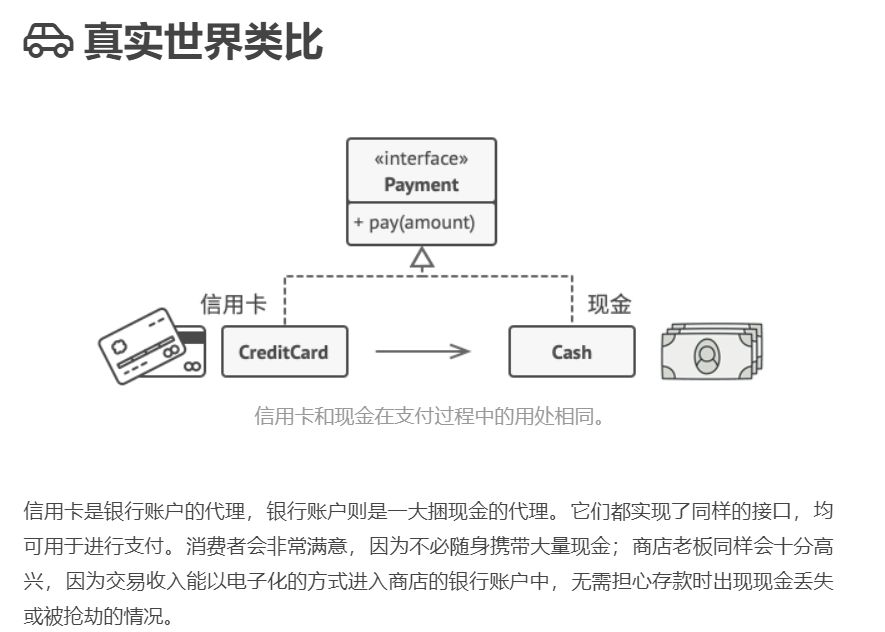 真实世界类比
«interface»
Payment
+ pay(amount)
信用卡
现金
CreditCard
Cash
信用卡和现金在支付过程中的用处相同。
信用卡是银行账户的代理，银行账户则是一大捆现金的代理。它们都实现了同样的接口，均
可用于进行支付。消费者会非常满意，因为不必随身携带大量现金；商店老板同样会十分高
兴，因为交易收入能以电子化的方式进入商店的银行账户中，无需担心存款时出现现金丢失
或被抢劫的情况。